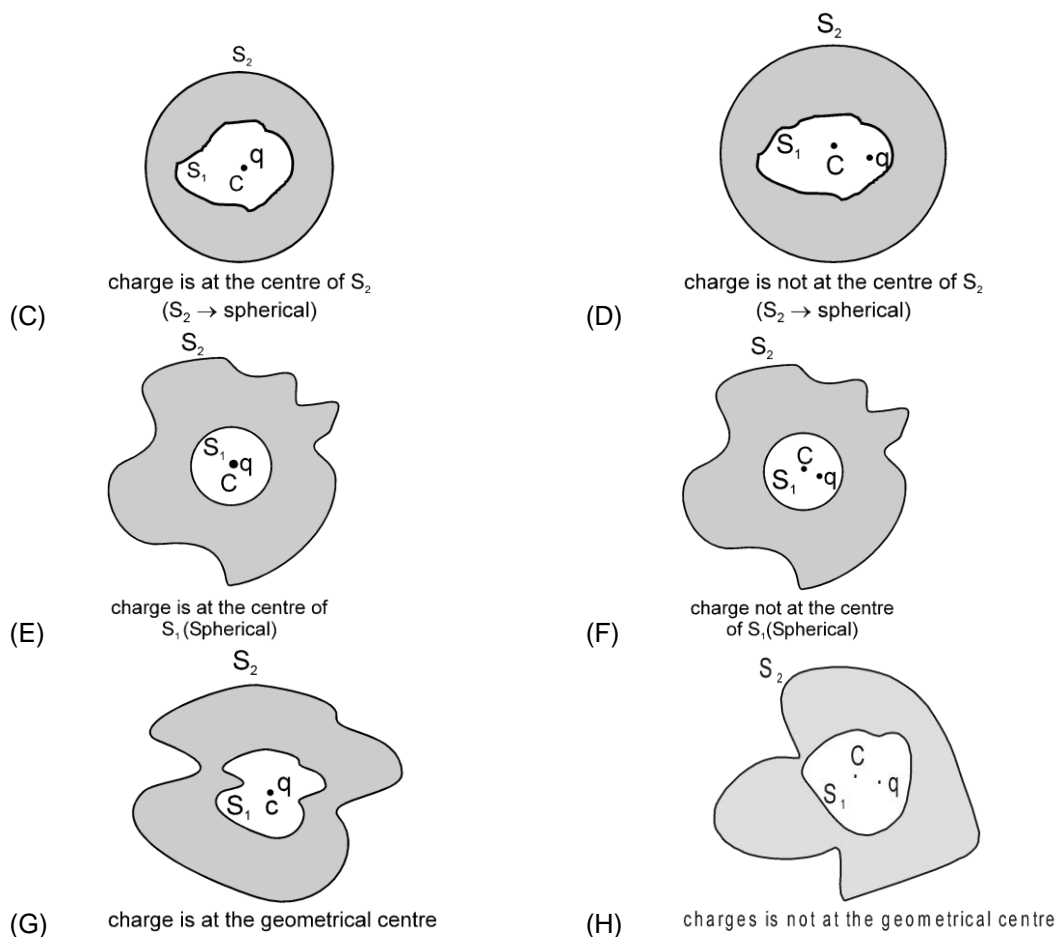 S₂
S₁ q
C
charge is at the centre of S₂
(C) (S₂ → spherical)
S₂
S₁ C q
charge is not at the centre of S₂
(D) (S₂ → spherical)
S₂
S₁ q
C
charge is at the centre of
(E) S₁ (Spherical)
S₂
C
S₁ q
charge not at the centre
(F) of S₁(Spherical)
S₂
q
S₁ c
(G) charge is at the geometrical centre
S₂
C
S₁ q
(H) charges is not at the geometrical centre